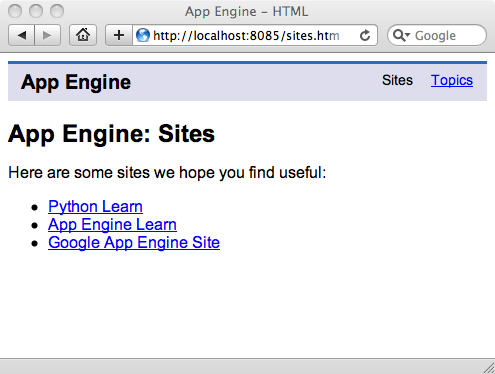 App Engine – HTML
http://localhost:8085/sites.htm
Google
App Engine
Sites Topics
App Engine: Sites
Here are some sites we hope you find useful:
Python Learn
App Engine Learn
Google App Engine Site